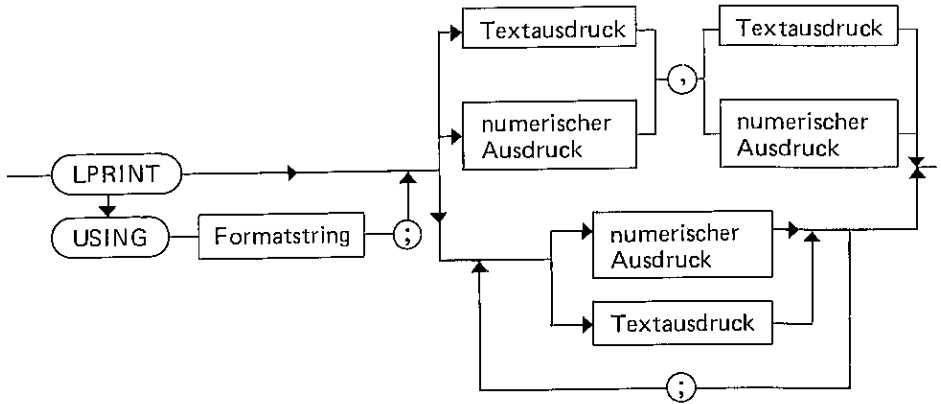 Textausdruck
Textausdruck
,
numerischer
Ausdruck
numerischer
Ausdruck
LPRINT
USING
Formatstring
;
numerischer
Ausdruck
Textausdruck
;